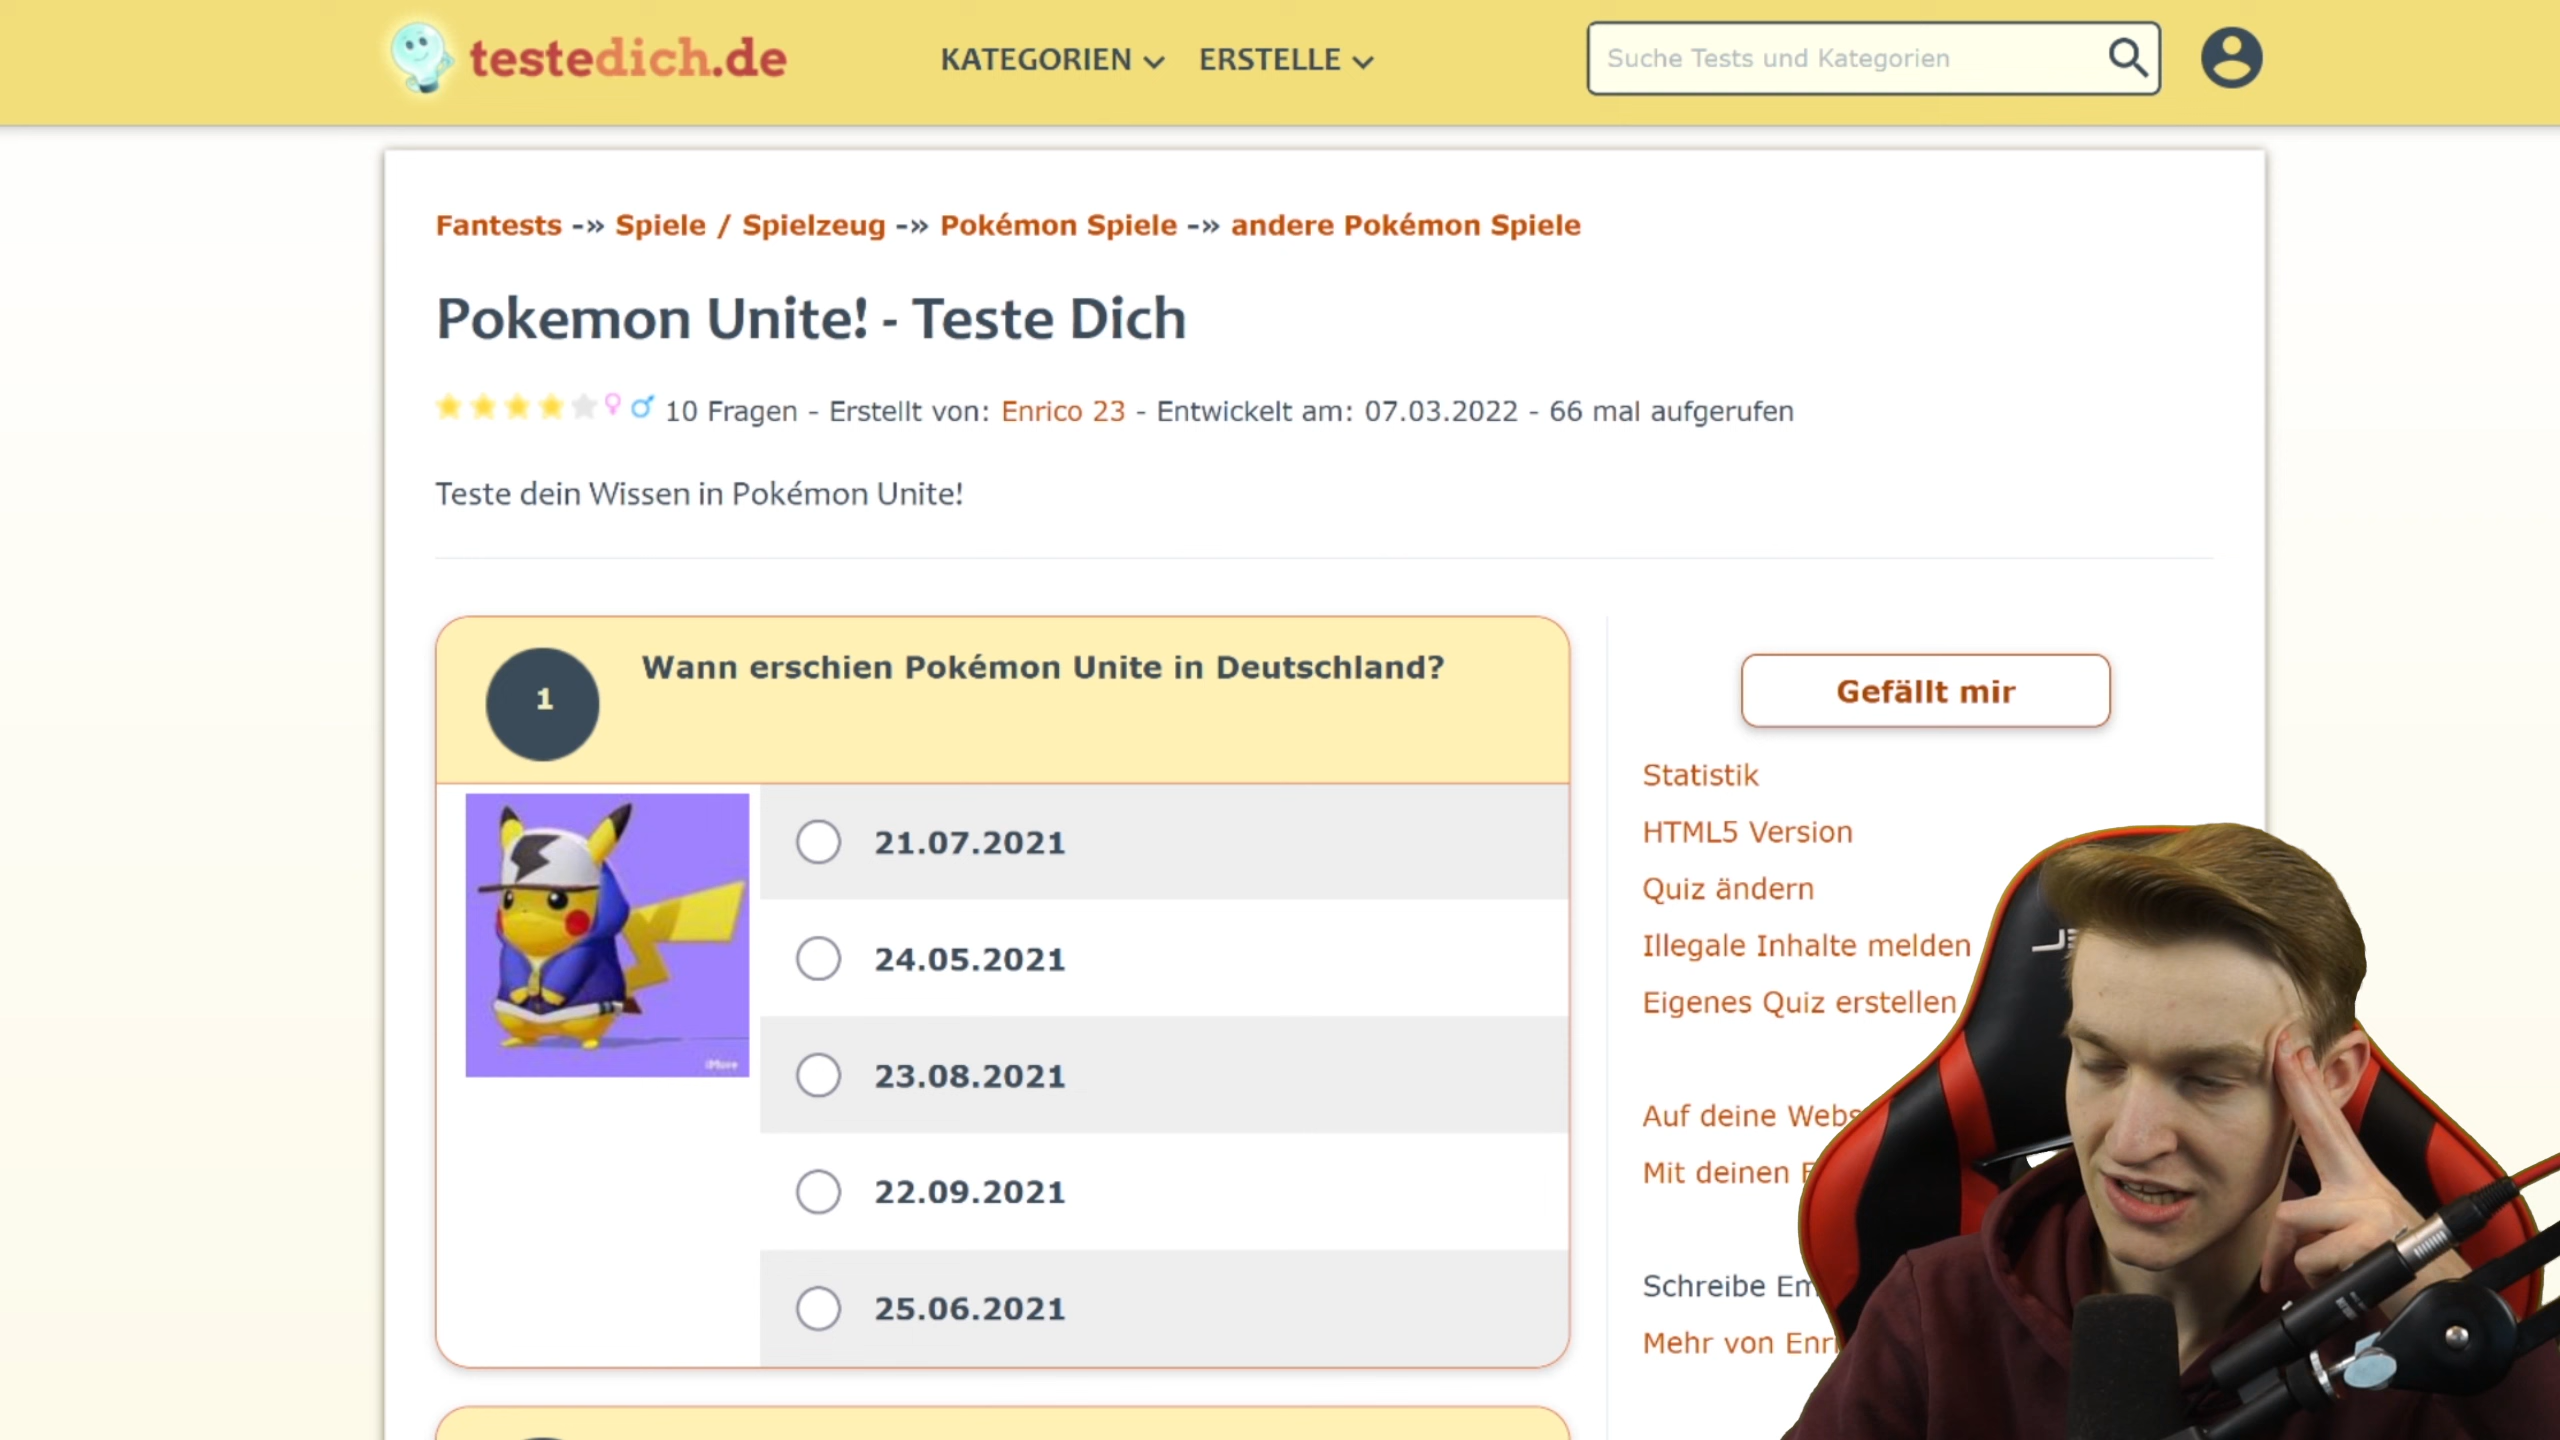 testedich.de
KATEGORIEN
ERSTELLE
Suche Tests und Kategorien
Fantests -» Spiele / Spielzeug -» Pokémon Spiele -» andere Pokémon Spiele
Pokemon Unite! - Teste Dich
10 Fragen - Erstellt von: Enrico 23 - Entwickelt am: 07.03.2022 - 66 mal aufgerufen
Teste dein Wissen in Pokémon Unite!
1
Wann erschien Pokémon Unite in Deutschland?
21.07.2021
24.05.2021
23.08.2021
22.09.2021
25.06.2021
Gefällt mir
Statistik
HTML5 Version
Quiz ändern
Illegale Inhalte melden
Eigenes Quiz erstellen
Auf deine Webs
Mit deinen
Schreibe Em
Mehr von Enri